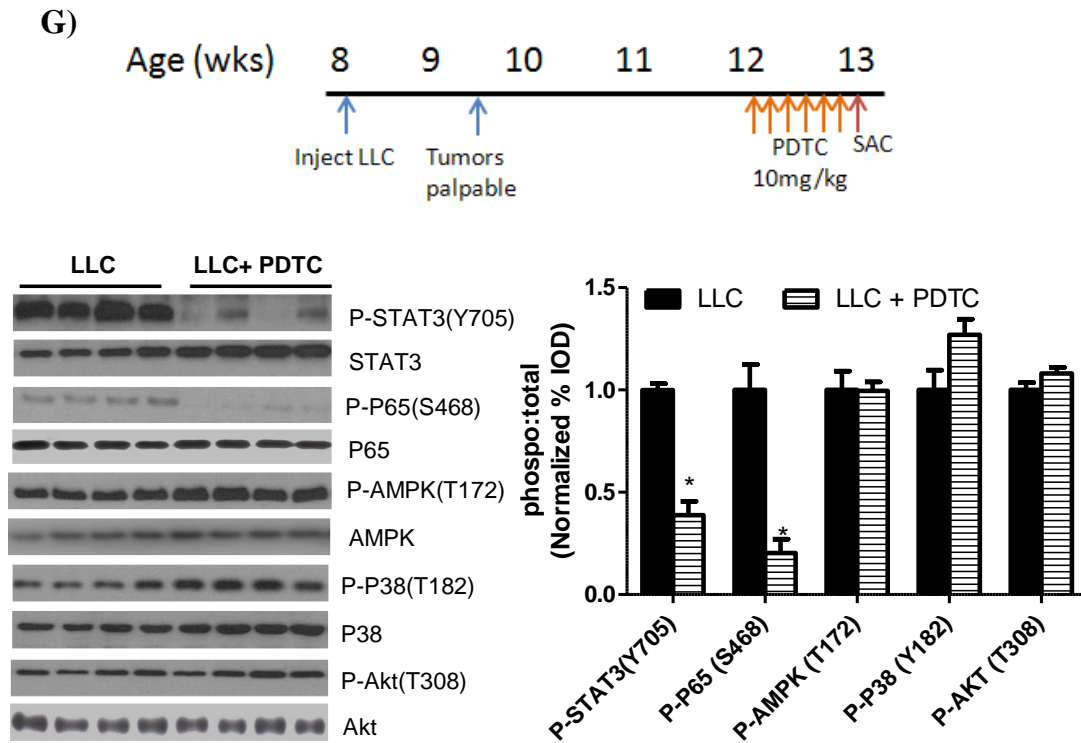 G)
Age (wks) 8 9 10 11 12 13
Inject LLC
Tumors
palpable
PDTC
10mg/kg
SAC
LLC LLC+ PDTC
P-STAT3(Y705)
STAT3
P-P65(S468)
P65
P-AMPK(T172)
AMPK
P-P38(T182)
P38
P-Akt(T308)
Akt
phospo:total
(Normalized % IOD)
1.5
1.0
0.5
0.0
LLC LLC + PDTC
*
*
P-STAT3(Y705)
P-P65 (S468)
P-AMPK (T172)
P-P38 (Y182)
P-AKT (T308)